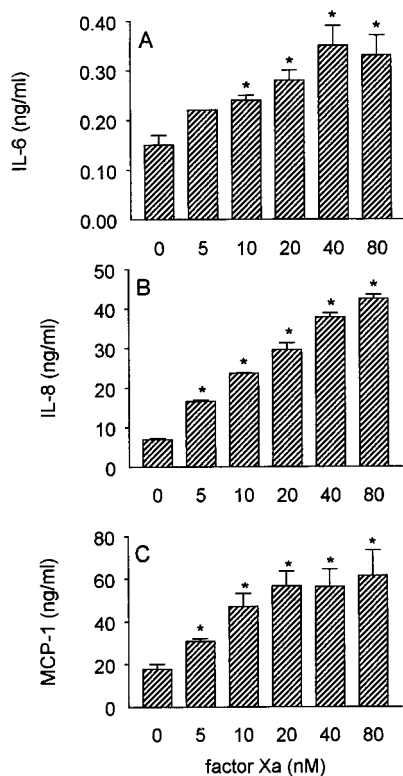 A
IL-6 (ng/ml)
0.40
0.30
0.20
0.10
0.00
* * * *
0 5 10 20 40 80
B
IL-8 (ng/ml)
50
40
30
20
10
0
* * * * *
0 5 10 20 40 80
C
MCP-1 (ng/ml)
80
60
40
20
0
* * * * *
0 5 10 20 40 80
factor Xa (nM)